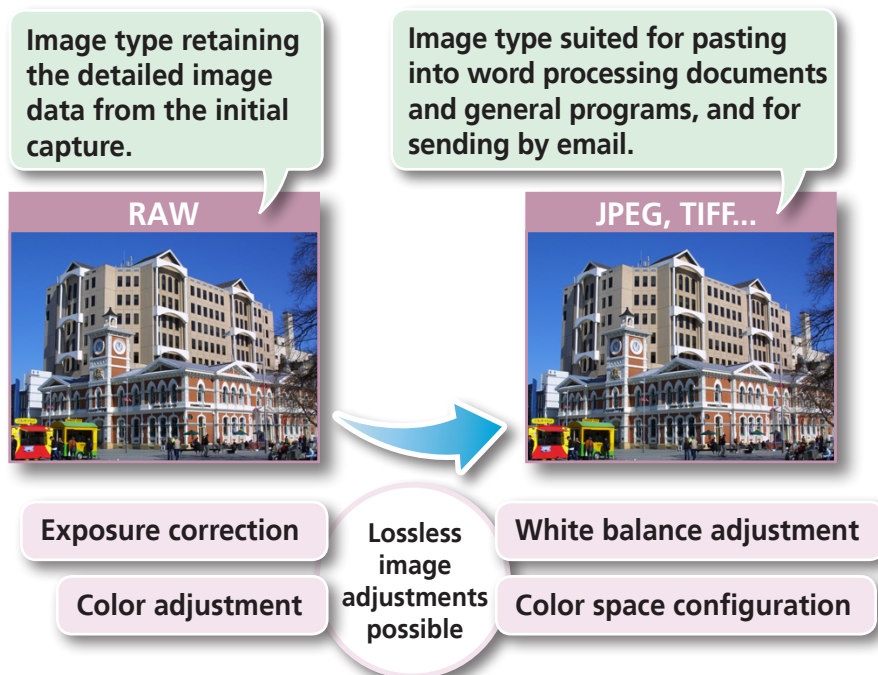 Image type retaining
the detailed image
data from the initial
capture.
Image type suited for pasting
into word processing documents
and general programs, and for
sending by email.
RAW
JPEG, TIFF...
Exposure correction
Color adjustment
Lossless
image
adjustments
possible
White balance adjustment
Color space configuration